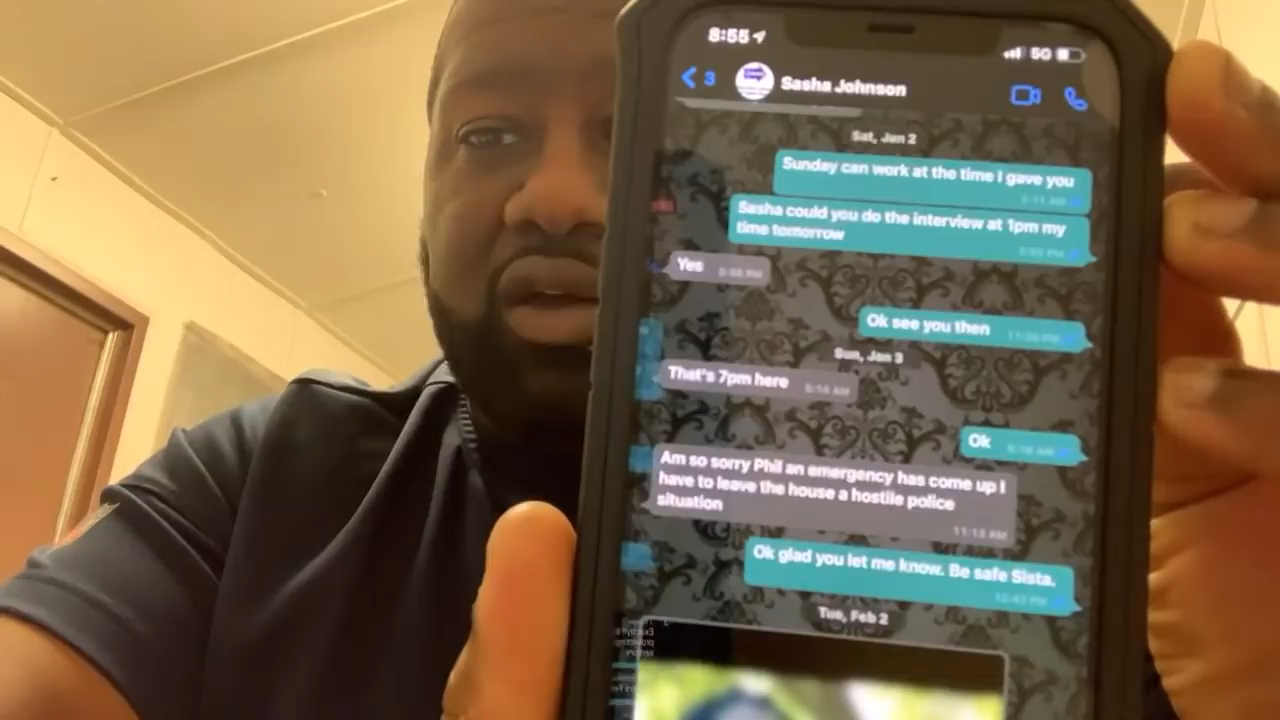 8:55
5G
3
Sasha Johnson
Sat, Jan 2
Sunday can work at the time I gave you
Sasha could you do the interview at 1pm my
time tomorrow
Yes
Ok see you then
Sun, Jan 3
That's 7pm here
Ok
Am so sorry Phil an emergency has come up I
have to leave the house a hostile police
situation
Ok glad you let me know. Be safe Sista.
Tue, Feb 2